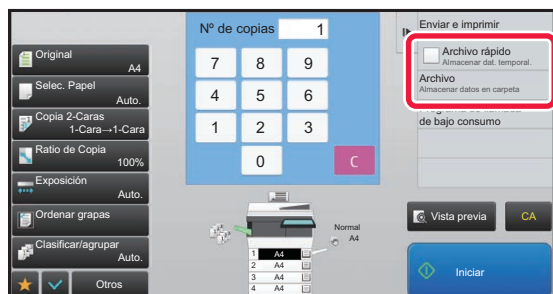 Original
A4
Selec. Papel
Auto.
Copia 2-Caras
1-Cara→1-Cara
Ratio de Copia
100%
Exposición
Auto.
Ordenar grapas
Clasificar/agrupar
Auto.
Otros
Nº de copias 1
7 8 9
4 5 6
1 2 3
0 C
Normal
A4
1 A4
2 A4
3 A4
4 A4
Enviar e imprimir
Archivo rápido
Almacenar dat. temporal.
Archivo
Almacenar datos en carpeta
de bajo consumo
Vista previa
CA
Iniciar